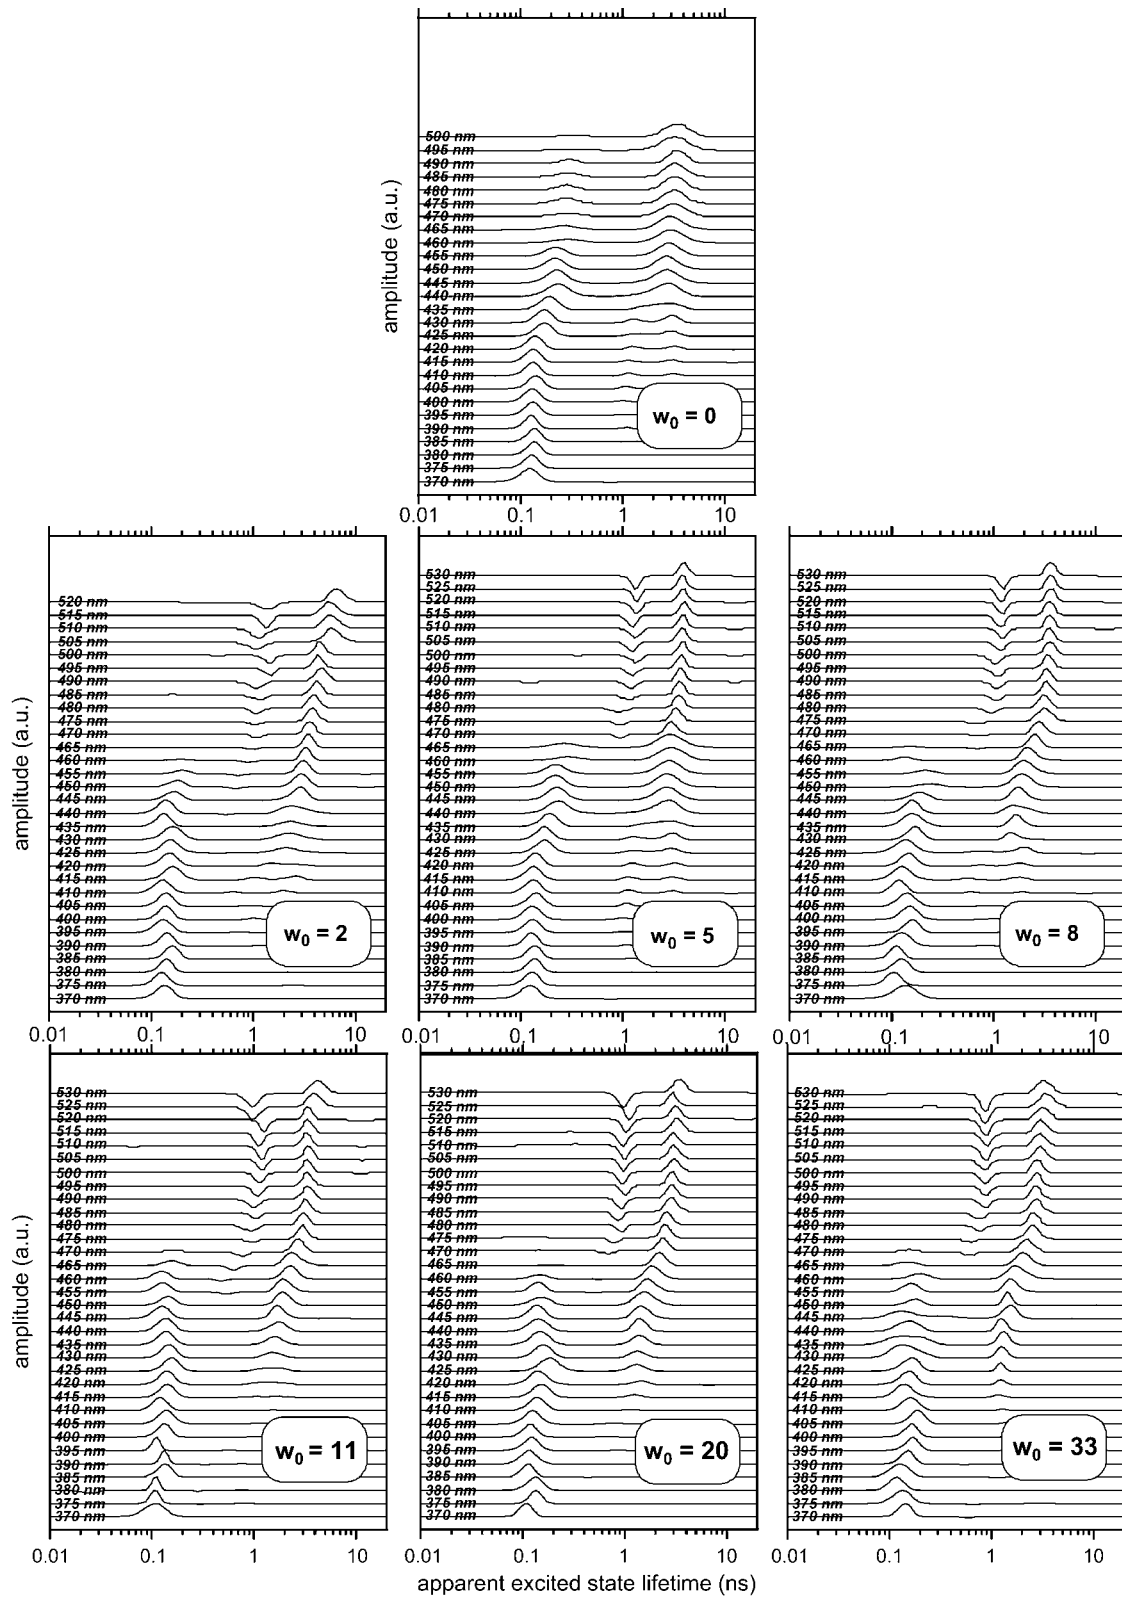 500 nm
495 nm
490 nm
485 nm
480 nm
475 nm
470 nm
465 nm
460 nm
455 nm
450 nm
445 nm
440 nm
435 nm
430 nm
425 nm
420 nm
415 nm
410 nm
405 nm
400 nm
395 nm
390 nm
385 nm
380 nm
375 nm
370 nm
amplitude (a.u.)
w0 = 0
0.01 0.1 1 10
520 nm
515 nm
510 nm
505 nm
500 nm
495 nm
490 nm
485 nm
480 nm
475 nm
470 nm
465 nm
460 nm
455 nm
450 nm
445 nm
440 nm
435 nm
430 nm
425 nm
420 nm
415 nm
410 nm
405 nm
400 nm
395 nm
390 nm
385 nm
380 nm
375 nm
370 nm
amplitude (a.u.)
w0 = 2
0.01 0.1 1 10
530 nm
525 nm
520 nm
515 nm
510 nm
505 nm
500 nm
495 nm
490 nm
485 nm
480 nm
475 nm
470 nm
465 nm
460 nm
455 nm
450 nm
445 nm
440 nm
435 nm
430 nm
425 nm
420 nm
415 nm
410 nm
405 nm
400 nm
395 nm
390 nm
385 nm
380 nm
375 nm
370 nm
w0 = 5
0.01 0.1 1 10
530 nm
525 nm
520 nm
515 nm
510 nm
505 nm
500 nm
495 nm
490 nm
485 nm
480 nm
475 nm
470 nm
465 nm
460 nm
455 nm
450 nm
445 nm
440 nm
435 nm
430 nm
425 nm
420 nm
415 nm
410 nm
405 nm
400 nm
395 nm
390 nm
385 nm
380 nm
375 nm
370 nm
w0 = 8
0.01 0.1 1 10
530 nm
525 nm
520 nm
515 nm
510 nm
505 nm
500 nm
495 nm
490 nm
485 nm
480 nm
475 nm
470 nm
465 nm
460 nm
455 nm
450 nm
445 nm
440 nm
435 nm
430 nm
425 nm
420 nm
415 nm
410 nm
405 nm
400 nm
395 nm
390 nm
385 nm
380 nm
375 nm
370 nm
amplitude (a.u.)
w0 = 11
0.01 0.1 1 10
530 nm
525 nm
520 nm
515 nm
510 nm
505 nm
500 nm
495 nm
490 nm
485 nm
480 nm
475 nm
470 nm
465 nm
460 nm
455 nm
450 nm
445 nm
440 nm
435 nm
430 nm
425 nm
420 nm
415 nm
410 nm
405 nm
400 nm
395 nm
390 nm
385 nm
380 nm
375 nm
370 nm
w0 = 20
0.01 0.1 1 10
530 nm
525 nm
520 nm
515 nm
510 nm
505 nm
500 nm
495 nm
490 nm
485 nm
480 nm
475 nm
470 nm
465 nm
460 nm
455 nm
450 nm
445 nm
440 nm
435 nm
430 nm
425 nm
420 nm
415 nm
410 nm
405 nm
400 nm
395 nm
390 nm
385 nm
380 nm
375 nm
370 nm
w0 = 33
0.01 0.1 1 10
apparent excited state lifetime (ns)